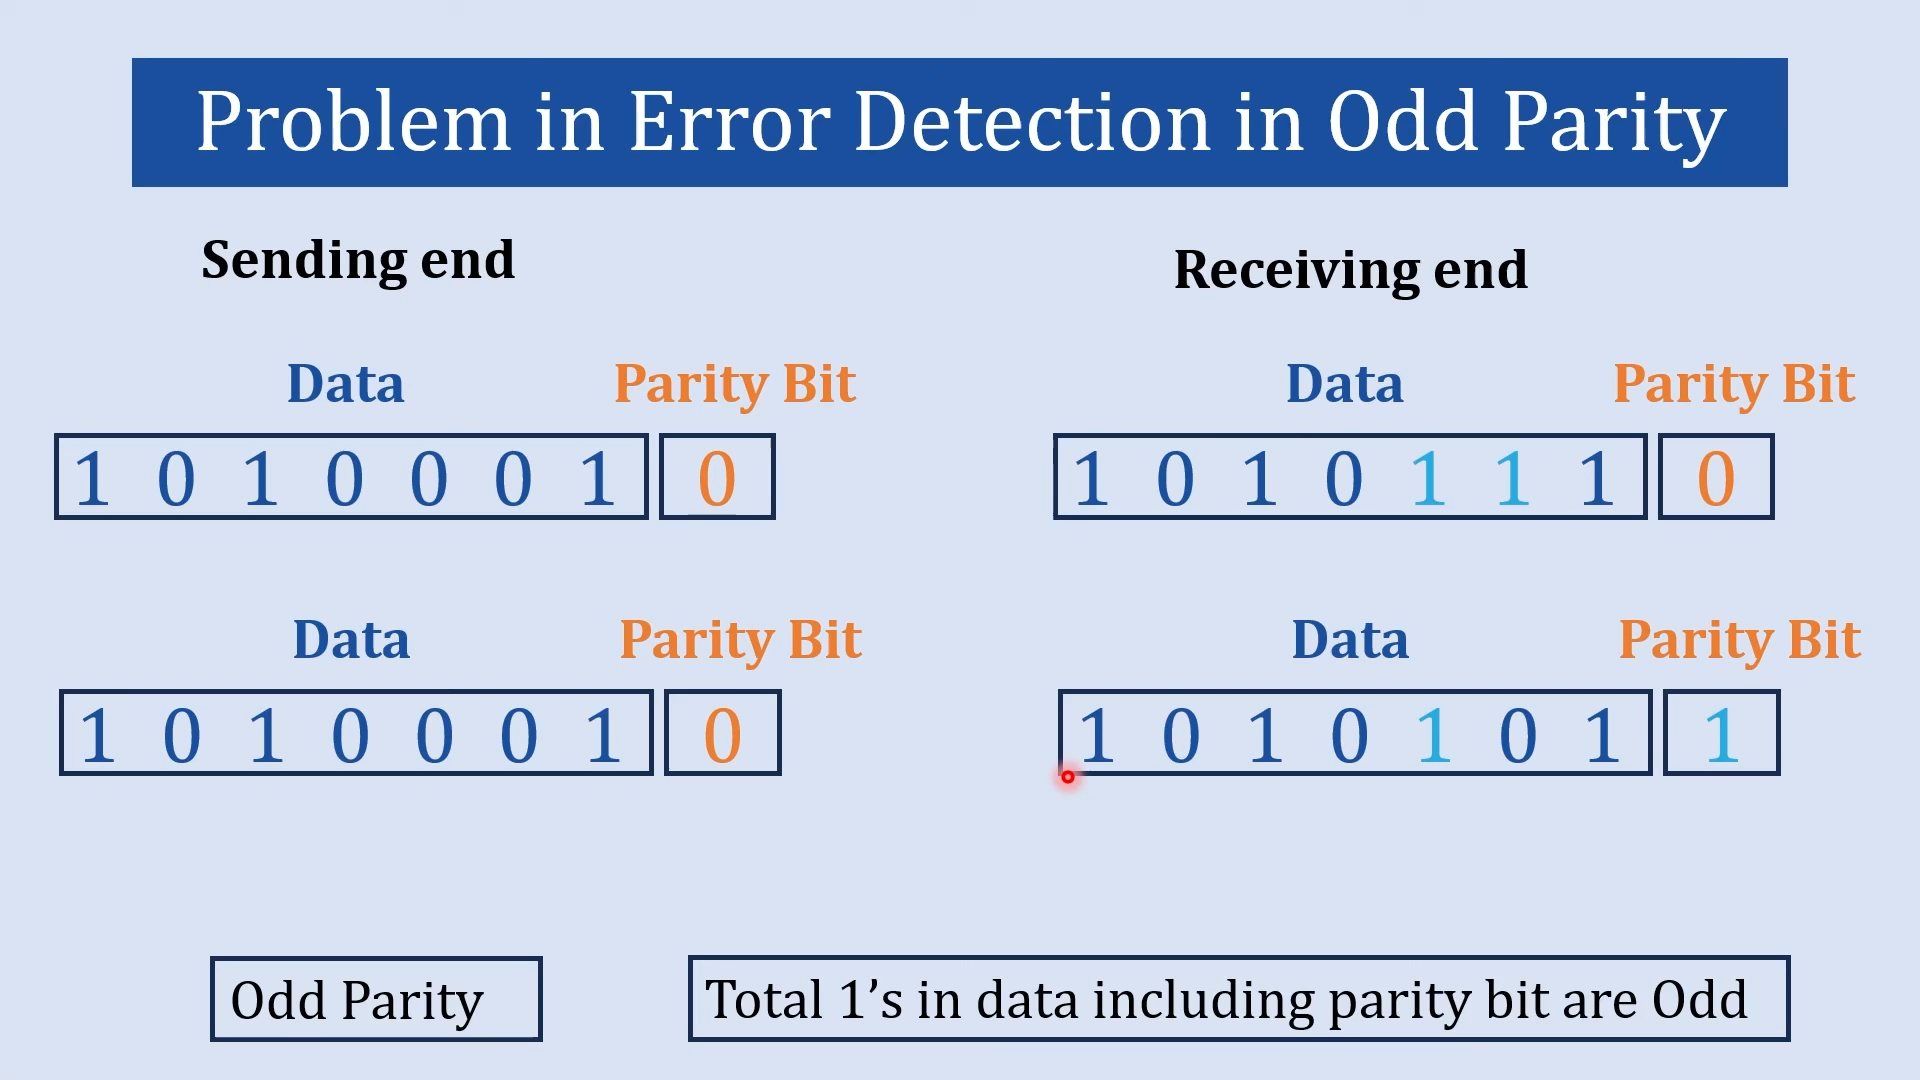 Problem in Error Detection in Odd Parity
Sending end
Receiving end
Data Parity Bit
Data Parity Bit
1 0 1 0 0 0 1 0
1 0 1 0 1 1 1 0
Data Parity Bit
Data Parity Bit
1 0 1 0 0 0 1 0
1 0 1 0 1 0 1 1
Odd Parity
Total 1’s in data including parity bit are Odd